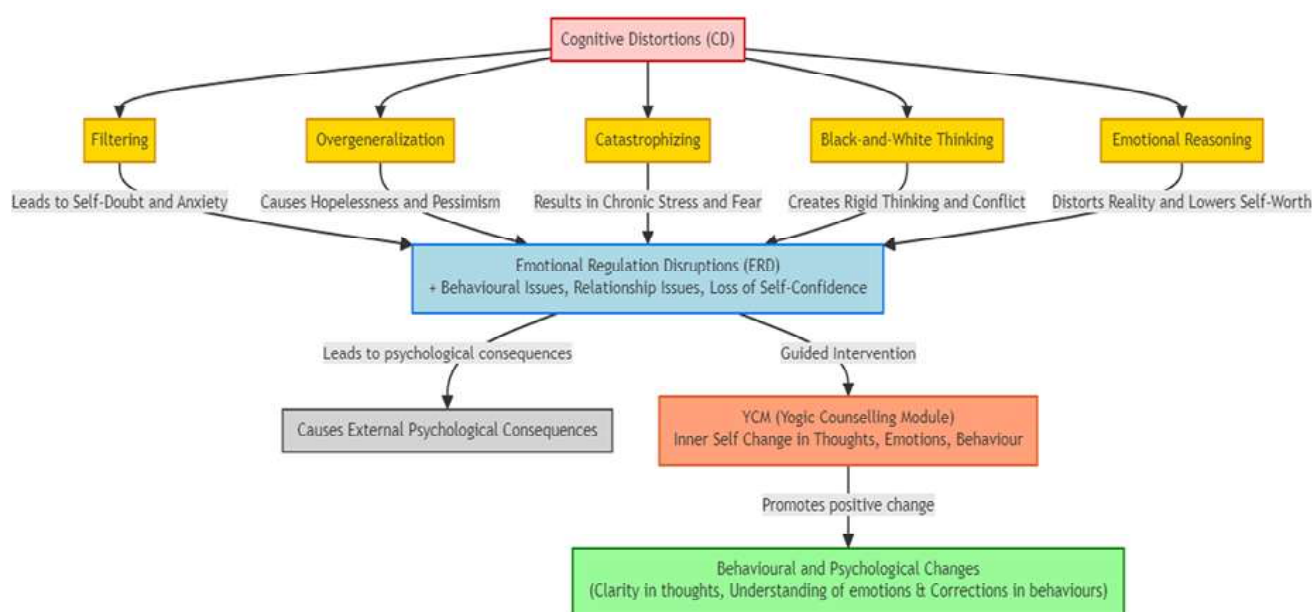 Cognitive Distortions (CD)
Filtering
Overgeneralization
Catastrophizing
Black-and-White Thinking
Emotional Reasoning
Leads to Self-Doubt and Anxiety
Causes Hopelessness and Pessimism
Results in Chronic Stress and Fear
Creates Rigid Thinking and Conflict
Distorts Reality and Lowers Self-Worth
Emotional Regulation Disruptions (ERD)
+ Behavioural Issues, Relationship Issues, Loss of Self-Confidence
Leads to psychological consequences
Guided Intervention
Causes External Psychological Consequences
YCM (Yogic Counselling Module)
Inner Self Change in Thoughts, Emotions, Behaviour
Promotes positive change
Behavioural and Psychological Changes
(Clarity in thoughts, Understanding of emotions & Corrections in behaviours)